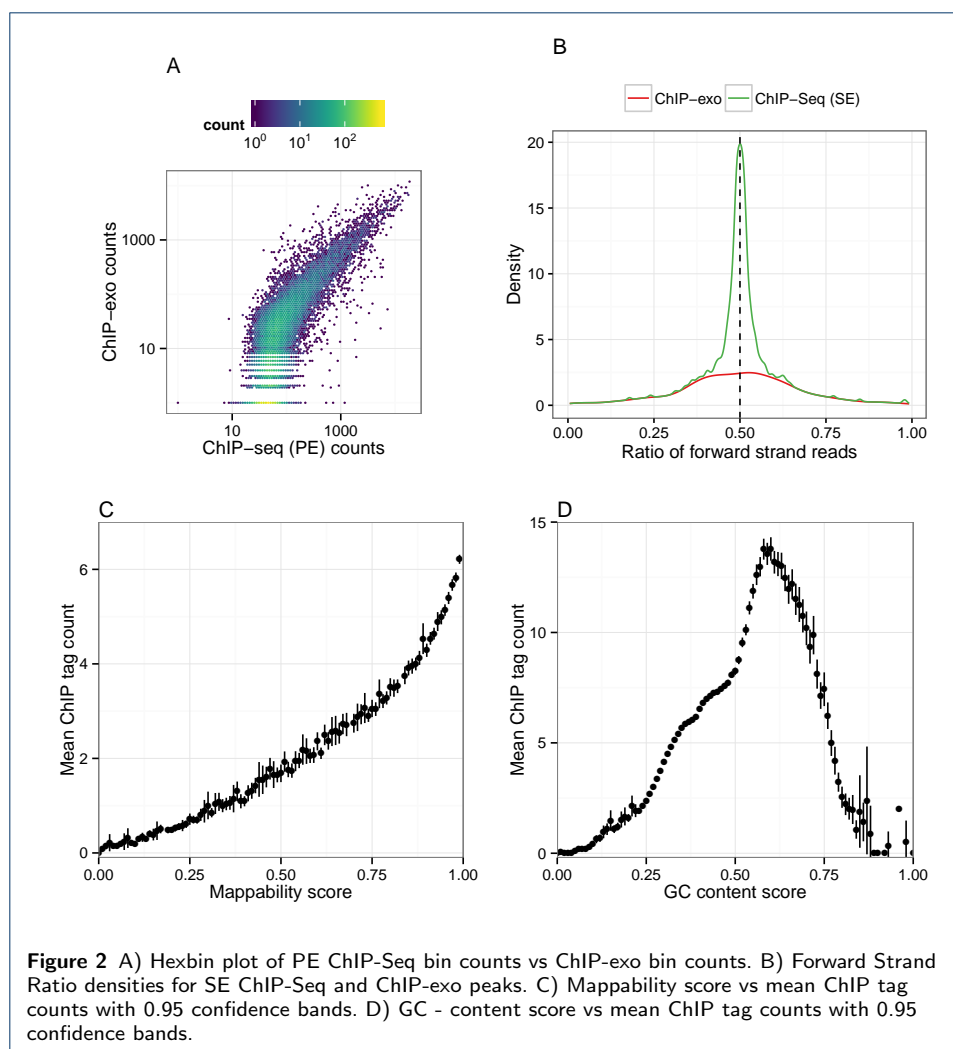 A
count
10⁰ 10¹ 10²
ChIP−exo counts
1000
10
10 1000
ChIP−seq (PE) counts
B
ChIP−exo ChIP−Seq (SE)
Density
20
15
10
5
0
0.00 0.25 0.50 0.75 1.00
Ratio of forward strand reads
C
Mean ChIP tag count
6
4
2
0
0.00 0.25 0.50 0.75 1.00
Mappability score
D
Mean ChIP tag count
15
10
5
0
0.00 0.25 0.50 0.75 1.00
GC content score
Figure 2 A) Hexbin plot of PE ChIP-Seq bin counts vs ChIP-exo bin counts. B) Forward Strand
Ratio densities for SE ChIP-Seq and ChIP-exo peaks. C) Mappability score vs mean ChIP tag
counts with 0.95 confidence bands. D) GC - content score vs mean ChIP tag counts with 0.95
confidence bands.